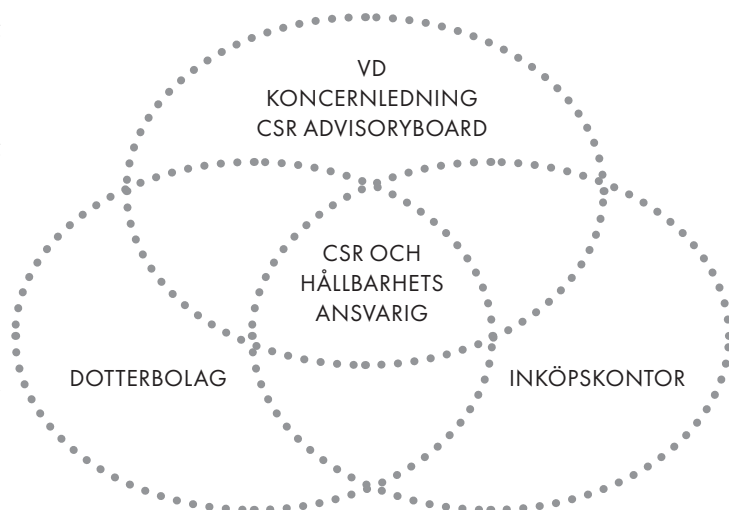 VD
KONCERNLEDNING
CSR ADVISORYBOARD
CSR OCH
HÅLLBARHETS
ANSVARIG
DOTTERBOLAG
INKÖPSKONTOR